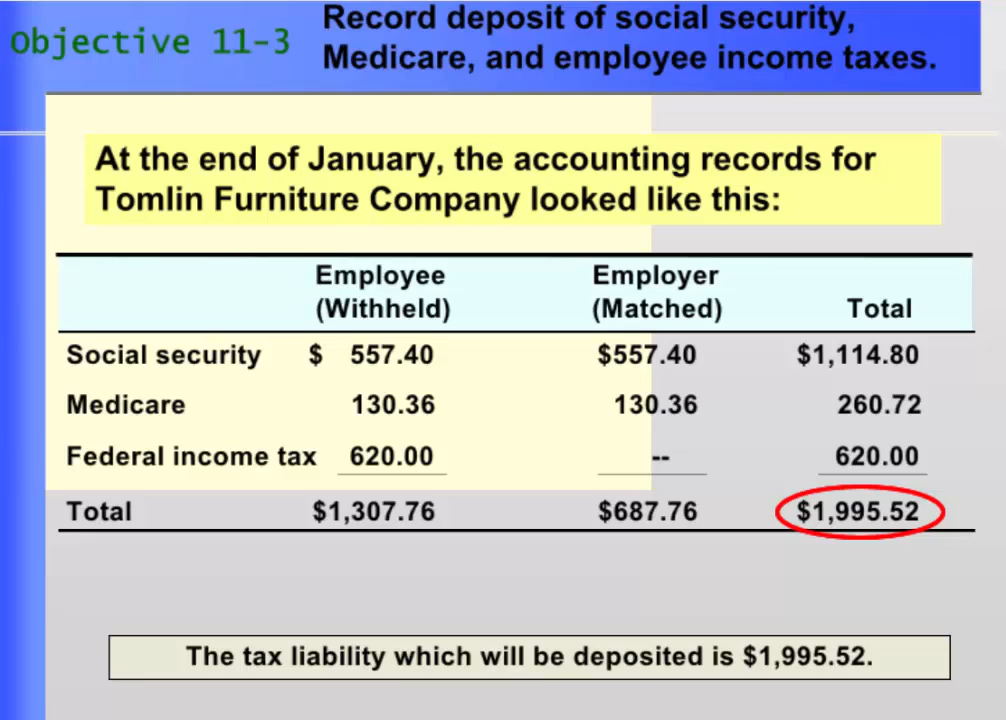 Objective 11-3
Record deposit of social security,
Medicare, and employee income taxes.
At the end of January, the accounting records for
Tomlin Furniture Company looked like this:
Employee Employer
(Withheld) (Matched) Total
Social security $ 557.40 $557.40 $1,114.80
Medicare 130.36 130.36 260.72
Federal income tax 620.00 -- 620.00
Total $1,307.76 $687.76 $1,995.52
The tax liability which will be deposited is $1,995.52.